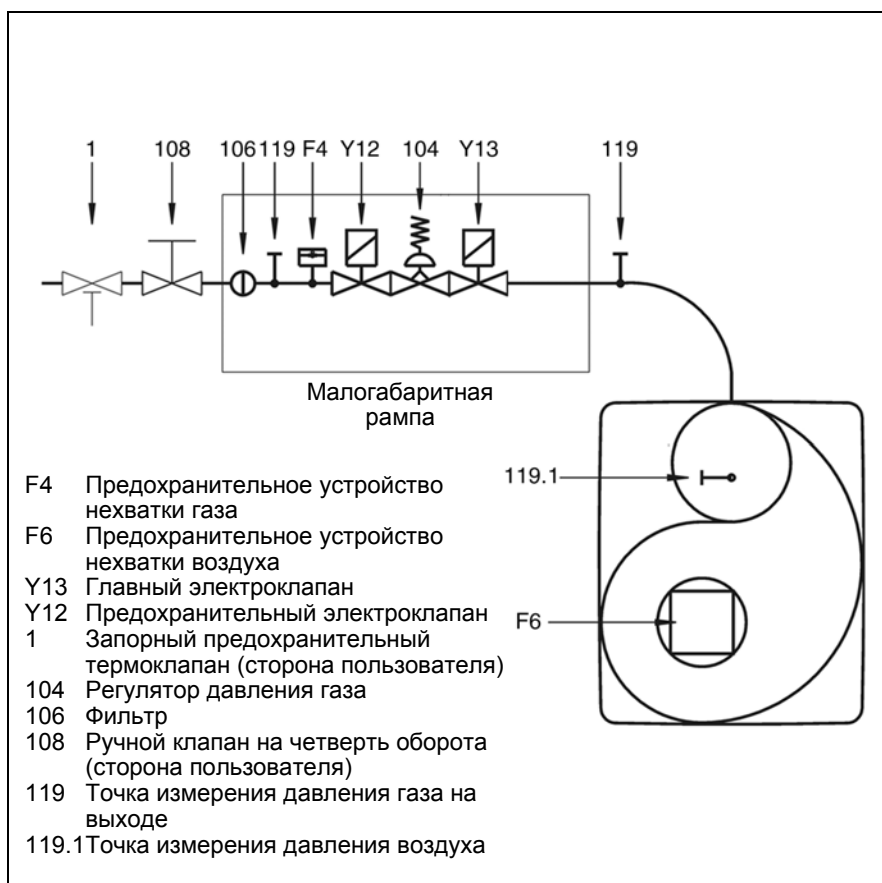 1 108 106 119 F4 Y12 104 Y13 119
Малогабаритная
рампа
119.1
F6
F4 Предохранительное устройство
нехватки газа
F6 Предохранительное устройство
нехватки воздуха
Y13 Главный электроклапан
Y12 Предохранительный электроклапан
1 Запорный предохранительный
термоклапан (сторона пользователя)
104 Регулятор давления газа
106 Фильтр
108 Ручной клапан на четверть оборота
(сторона пользователя)
119 Точка измерения давления газа на
выходе
119.1Точка измерения давления воздуха